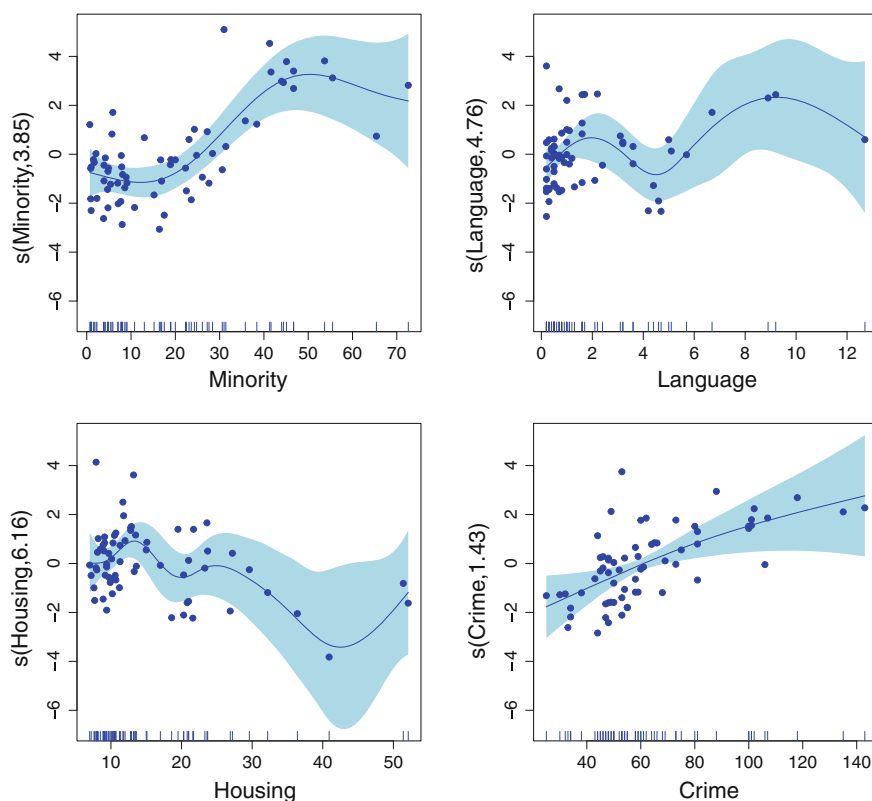 s(Minority,3.85)
4
2
0
−2
−4
−6
0 10 20 30 40 50 60 70
Minority
s(Language,4.76)
4
2
0
−2
−4
−6
0 2 4 6 8 10 12
Language
s(Housing,6.16)
4
2
0
−2
−4
−6
10 20 30 40 50
Housing
s(Crime,1.43)
4
2
0
−2
−4
−6
40 60 80 100 120 140
Crime